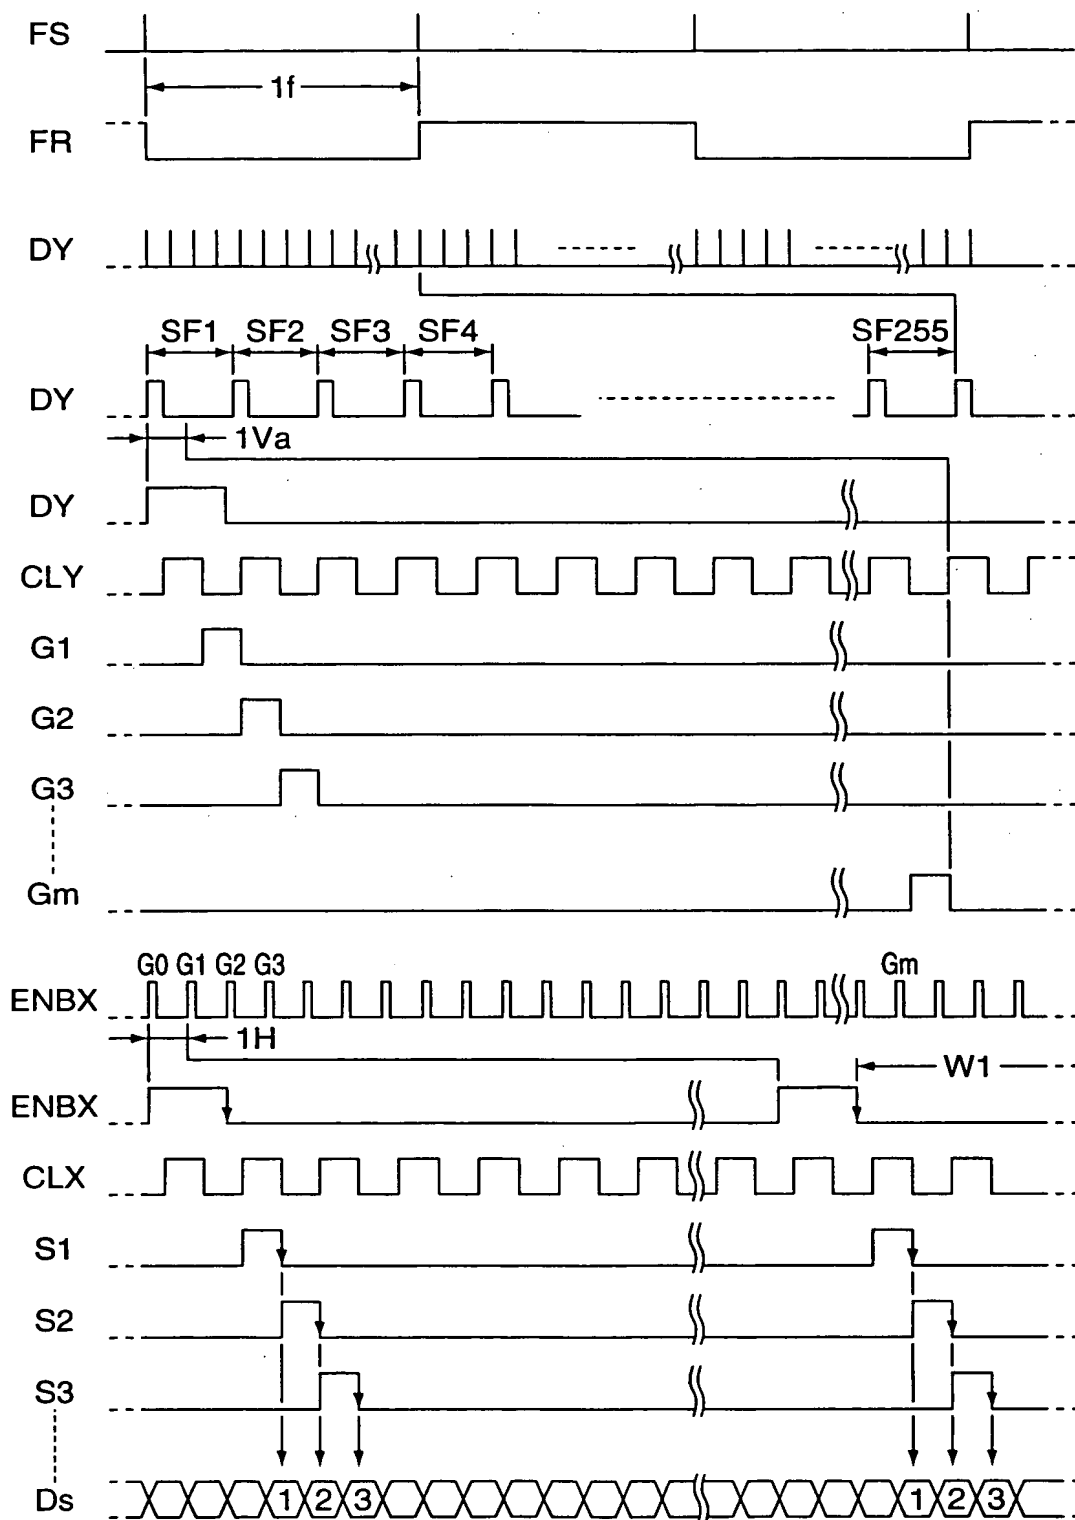 FS
1f
FR
DY
SF1 SF2 SF3 SF4 SF255
DY
1Va
DY
CLY
G1
G2
G3
Gm
G0 G1 G2 G3 Gm
ENBX
1H W1
ENBX
CLX
S1
S2
S3
Ds 1 2 3 1 2 3